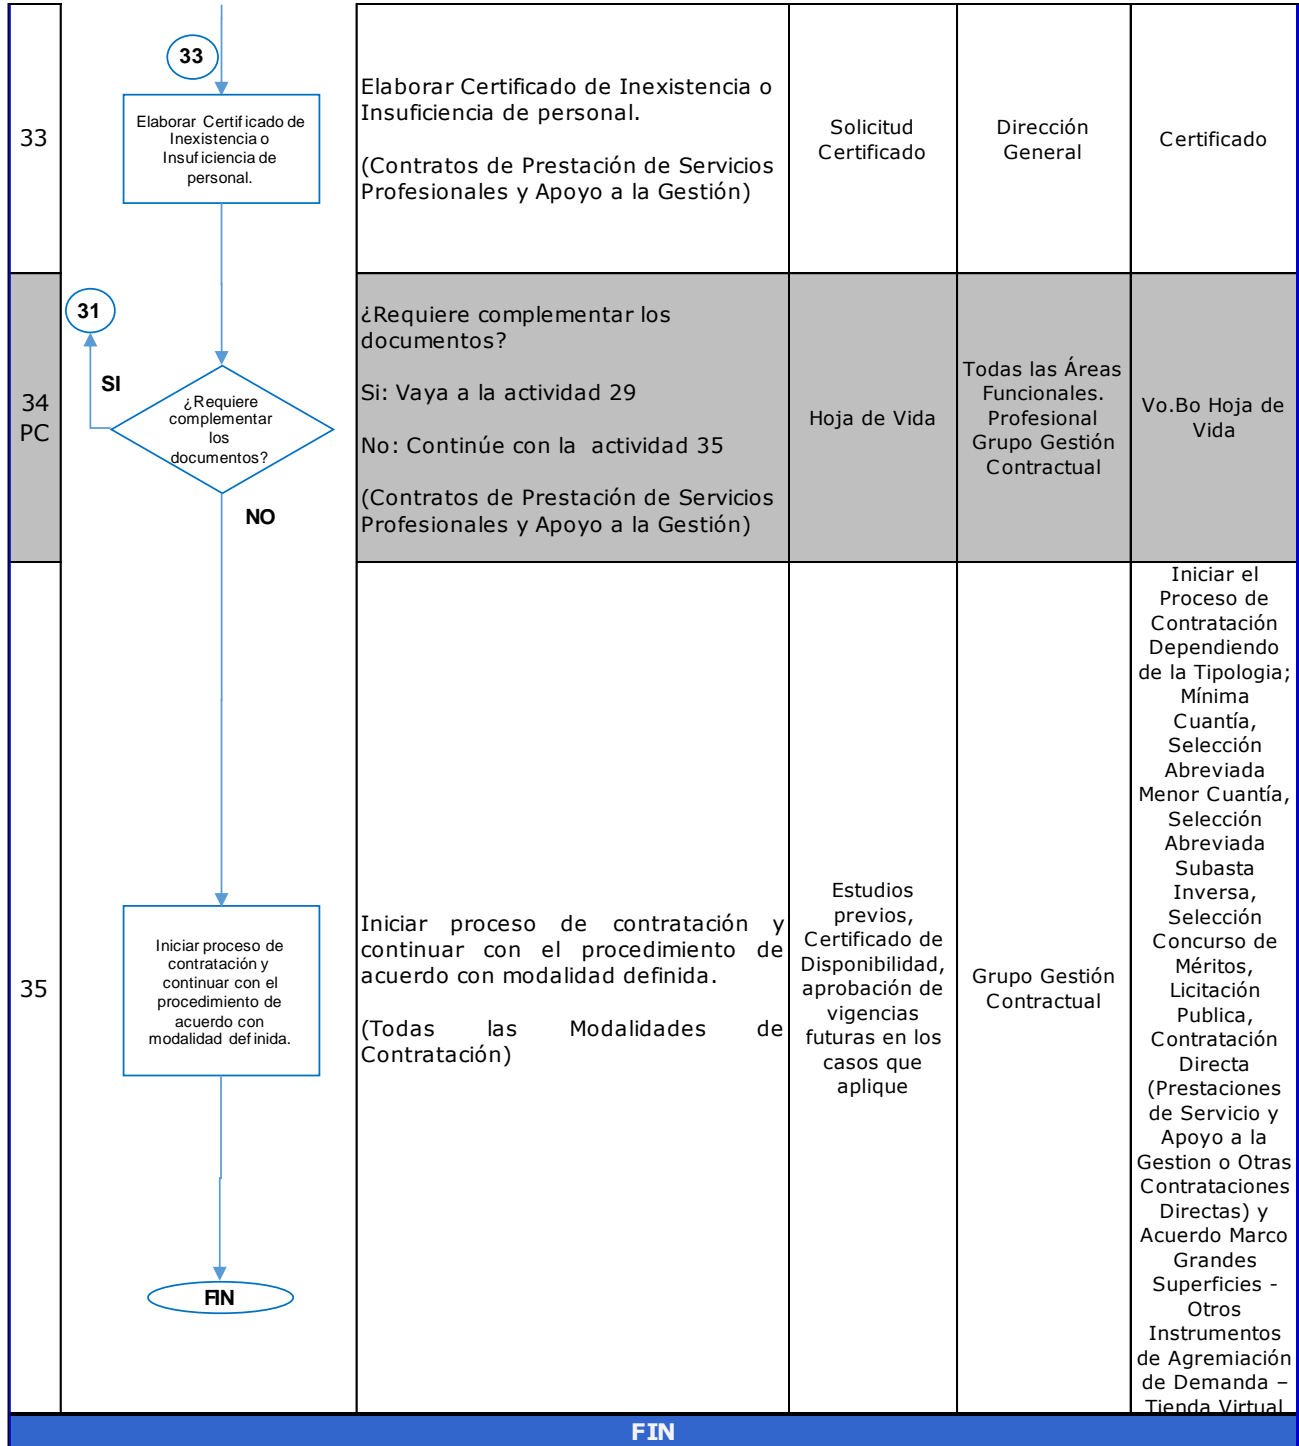 33
33
Elaborar Certificado de
Inexistencia o
Insuficiencia de
personal.
Elaborar Certificado de Inexistencia o
Insuficiencia de personal.
(Contratos de Prestación de Servicios
Profesionales y Apoyo a la Gestión)
Solicitud
Certificado
Dirección
General
Certificado
34
PC
31
SI
¿Requiere
complementar
los
documentos?
NO
¿Requiere complementar los
documentos?
Si: Vaya a la actividad 29
No: Continúe con la actividad 35
(Contratos de Prestación de Servicios
Profesionales y Apoyo a la Gestión)
Hoja de Vida
Todas las Áreas
Funcionales.
Profesional
Grupo Gestión
Contractual
Vo.Bo Hoja de
Vida
35
Iniciar proceso de
contratación y
continuar con el
procedimiento de
acuerdo con
modalidad definida.
FIN
Iniciar proceso de contratación y
continuar con el procedimiento de
acuerdo con modalidad definida.
(Todas las Modalidades de
Contratación)
Estudios
previos,
Certificado de
Disponibilidad,
aprobación de
vigencias
futuras en los
casos que
aplique
Grupo Gestión
Contractual
Iniciar el
Proceso de
Contratación
Dependiendo
de la Tipologia;
Mínima
Cuantía,
Selección
Abreviada
Menor Cuantía,
Selección
Abreviada
Subasta
Inversa,
Selección
Concurso de
Méritos,
Licitación
Publica,
Contratación
Directa
(Prestaciones
de Servicio y
Apoyo a la
Gestion o Otras
Contrataciones
Directas) y
Acuerdo Marco
Grandes
Superficies -
Otros
Instrumentos
de Agremiación
de Demanda –
Tienda Virtual
FIN